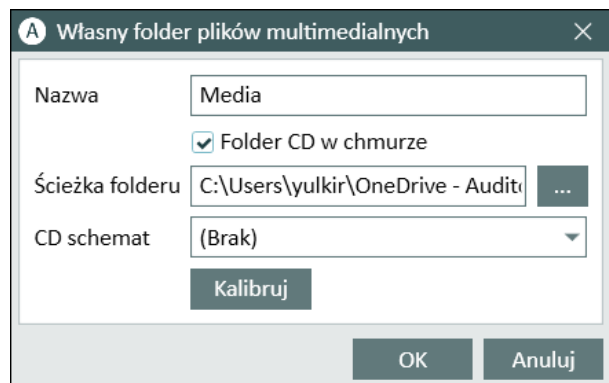 A Własny folder plików multimedialnych
Nazwa Media
Folder CD w chmurze
Ścieżka folderu C:\Users\yulkir\OneDrive - Audit ...
CD schemat (Brak)
Kalibruj
OK Anuluj